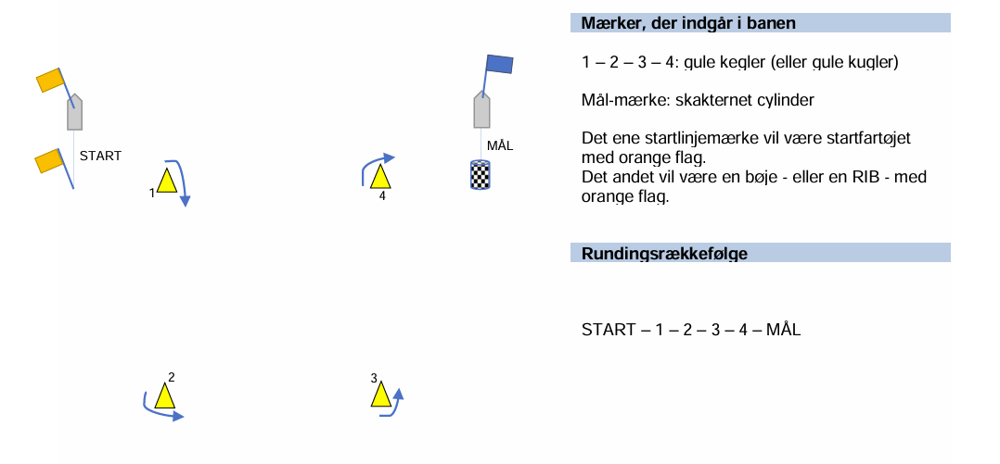 START
1
2
3
4
MÅL
Mærker, der indgår i banen
1 – 2 – 3 – 4: gule kegler (eller gule kugler)
Mål-mærke: skakternet cylinder
Det ene startlinjemærke vil være startfartøjet
med orange flag.
Det andet vil være en bøje - eller en RIB - med
orange flag.
Rundingsrækkefølge
START – 1 – 2 – 3 – 4 – MÅL